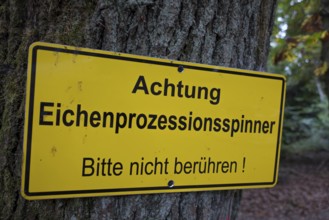 Achtung
Eichenprozessionsspinner
Bitte nicht berühren !